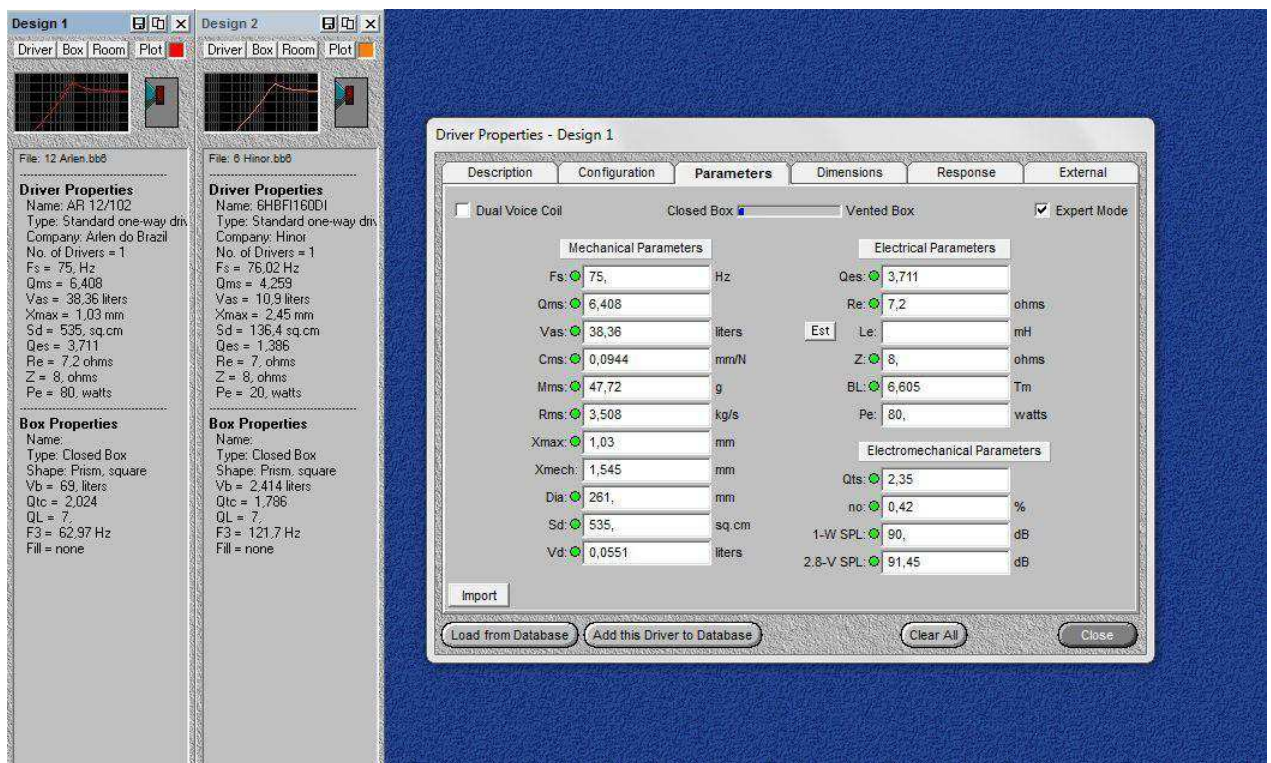 Design 1
Driver Box Room Plot
File: 12 Arlen.bb6
Driver Properties
Name: AR 12/102
Type: Standard one-way driv
Company: Arlen do Brazil
No. of Drivers = 1
Fs = 75, Hz
Qms = 6,408
Vas = 38,36 liters
Xmax = 1,03 mm
Sd = 535, sq.cm
Qes = 3,711
Re = 7,2 ohms
Z = 8, ohms
Pe = 80, watts
Box Properties
Name:
Type: Closed Box
Shape: Prism, square
Vb = 69, liters
Qtc = 2,024
QL = 7,
F3 = 62,97 Hz
Fill = none
Design 2
Driver Box Room Plot
File: 6 Hinor.bb6
Driver Properties
Name: 6HBFI160DI
Type: Standard one-way driv
Company: Hinor
No. of Drivers = 1
Fs = 76,02 Hz
Qms = 4,259
Vas = 10,9 liters
Xmax = 2,45 mm
Sd = 136,4 sq.cm
Qes = 1,386
Re = 7, ohms
Z = 8, ohms
Pe = 20, watts
Box Properties
Name:
Type: Closed Box
Shape: Prism, square
Vb = 2,414 liters
Qtc = 1,786
QL = 7,
F3 = 121,7 Hz
Fill = none
Driver Properties - Design 1
Description Configuration Parameters Dimensions Response External
Dual Voice Coil Closed Box Vented Box Expert Mode
Mechanical Parameters
Fs: 75, Hz
Qms: 6,408
Vas: 38,36 liters
Cms: 0,0944 mm/N
Mms: 47,72 g
Rms: 3,508 kg/s
Xmax: 1,03 mm
Xmech: 1,545 mm
Dia: 261, mm
Sd: 535, sq.cm
Vd: 0,0551 liters
Electrical Parameters
Qes: 3,711
Re: 7,2 ohms
Est Le: mH
Z: 8, ohms
BL: 6,605 Tm
Pe: 80, watts
Electromechanical Parameters
Qts: 2,35
no: 0,42 %
1-W SPL: 90, dB
2.8-V SPL: 91,45 dB
Import
Load from Database Add this Driver to Database Clear All Close